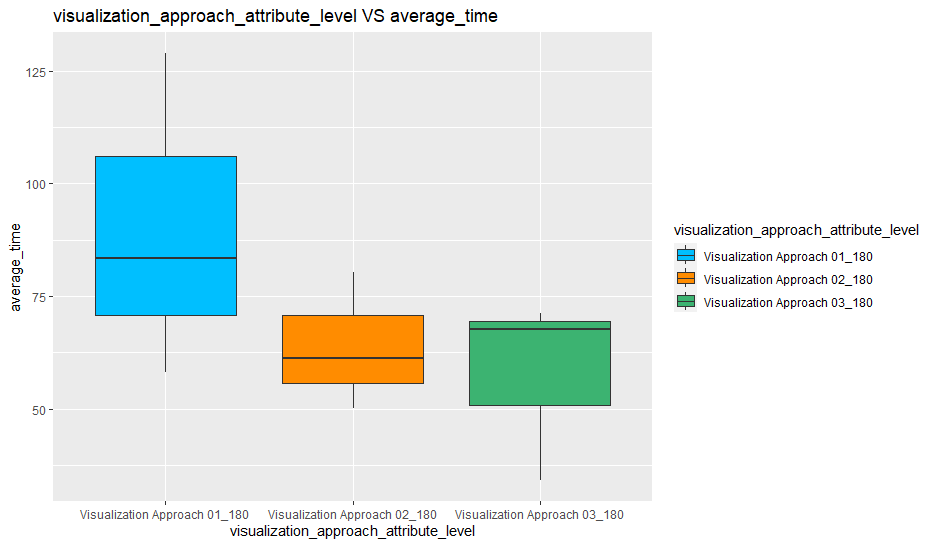 visualization_approach_attribute_level VS average_time
average_time
125
100
75
50
Visualization Approach 01_180
Visualization Approach 02_180
Visualization Approach 03_180
visualization_approach_attribute_level
visualization_approach_attribute_level
Visualization Approach 01_180
Visualization Approach 02_180
Visualization Approach 03_180